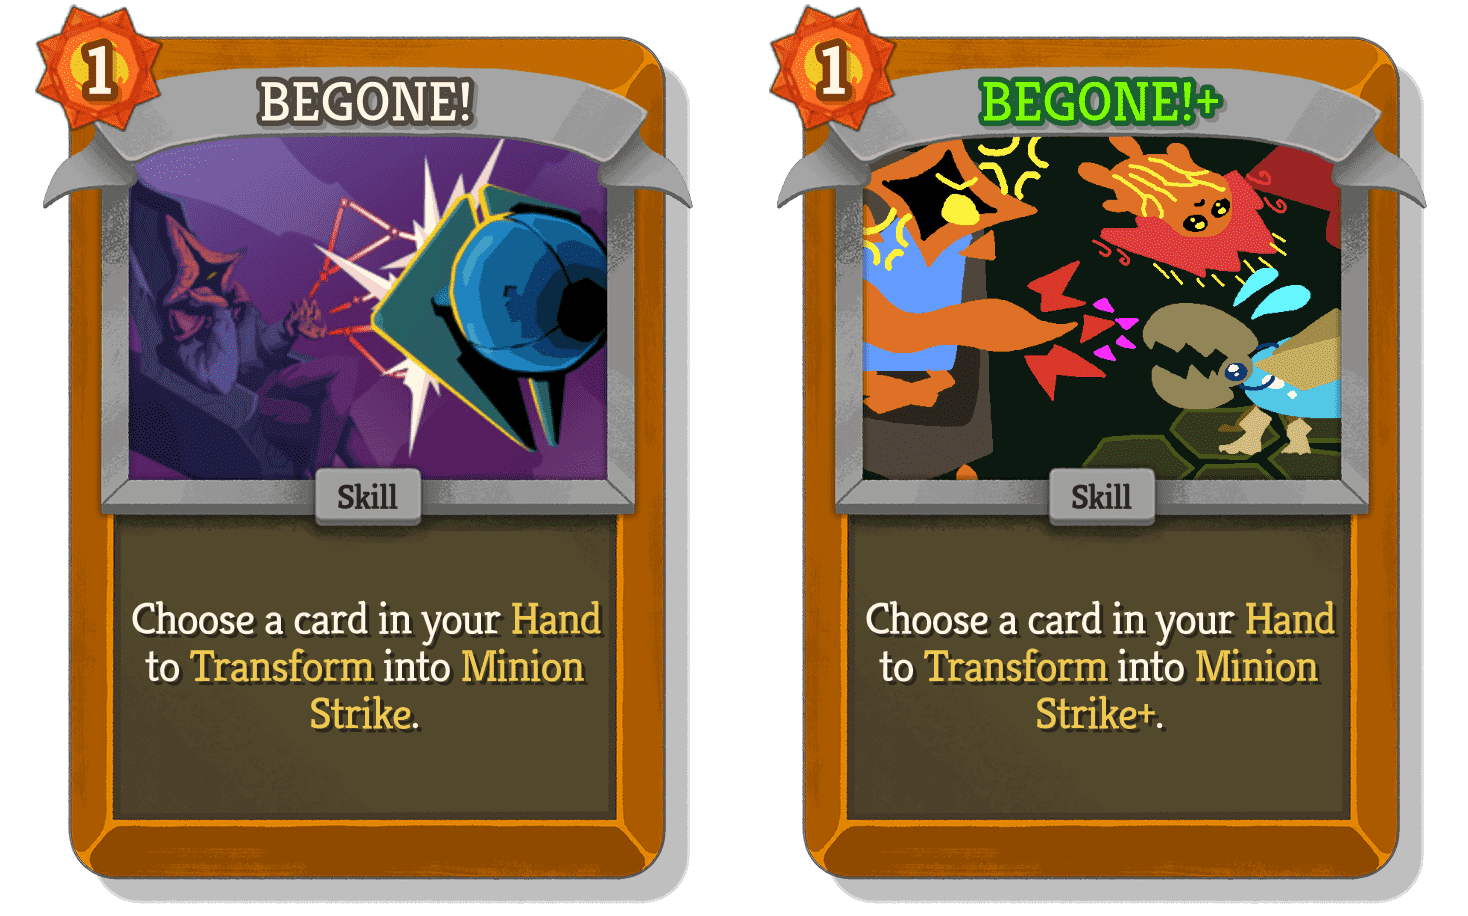 1
BEGONE!
Skill
Choose a card in your Hand
to Transform into Minion
Strike.
1
BEGONE!+
Skill
Choose a card in your Hand
to Transform into Minion
Strike+.